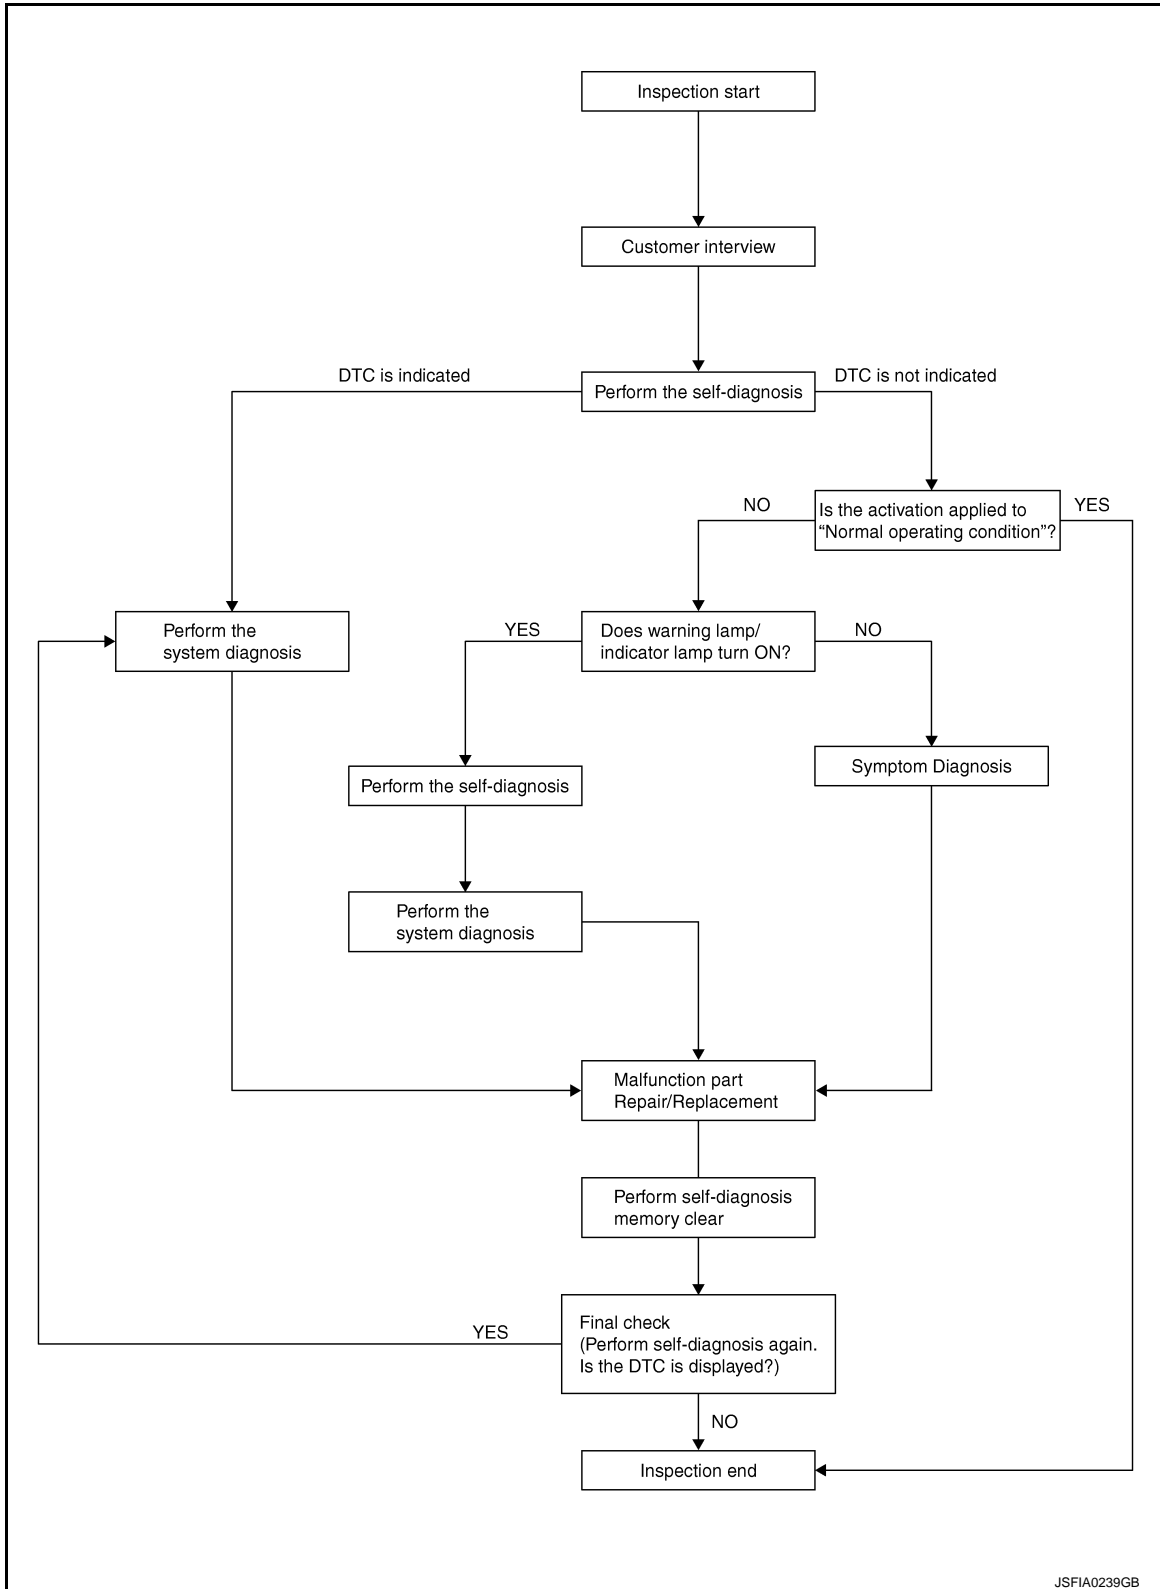 Inspection start
Customer interview
DTC is indicated
Perform the self-diagnosis
DTC is not indicated
NO
Is the activation applied to
“Normal operating condition”?
YES
Perform the
system diagnosis
YES
Does warning lamp/
indicator lamp turn ON?
NO
Perform the self-diagnosis
Symptom Diagnosis
Perform the
system diagnosis
Malfunction part
Repair/Replacement
Perform self-diagnosis
memory clear
YES
Final check
(Perform self-diagnosis again.
Is the DTC is displayed?)
NO
Inspection end
JSFIA0239GB